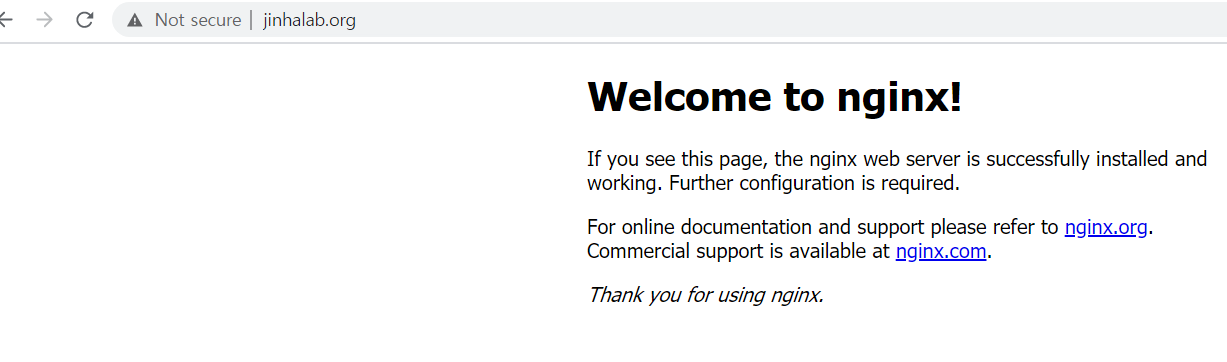 Not secure | jinhalab.org
Welcome to nginx!
If you see this page, the nginx web server is successfully installed and
working. Further configuration is required.
For online documentation and support please refer to nginx.org.
Commercial support is available at nginx.com.
Thank you for using nginx.